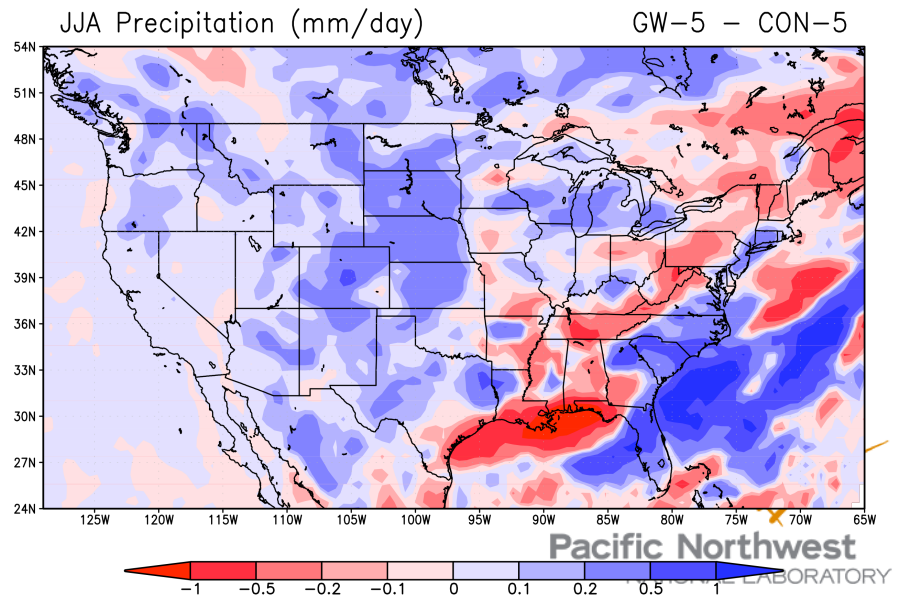 JJA Precipitation (mm/day) GW-5 - CON-5
54N
51N
48N
45N
42N
39N
36N
33N
30N
27N
24N
125W 120W 115W 110W 105W 100W 95W 90W 85W 80W 75W 70W 65W
Pacific Northwest
NATIONAL LABORATORY
-1 -0.5 -0.2 -0.1 0 0.1 0.2 0.5 1